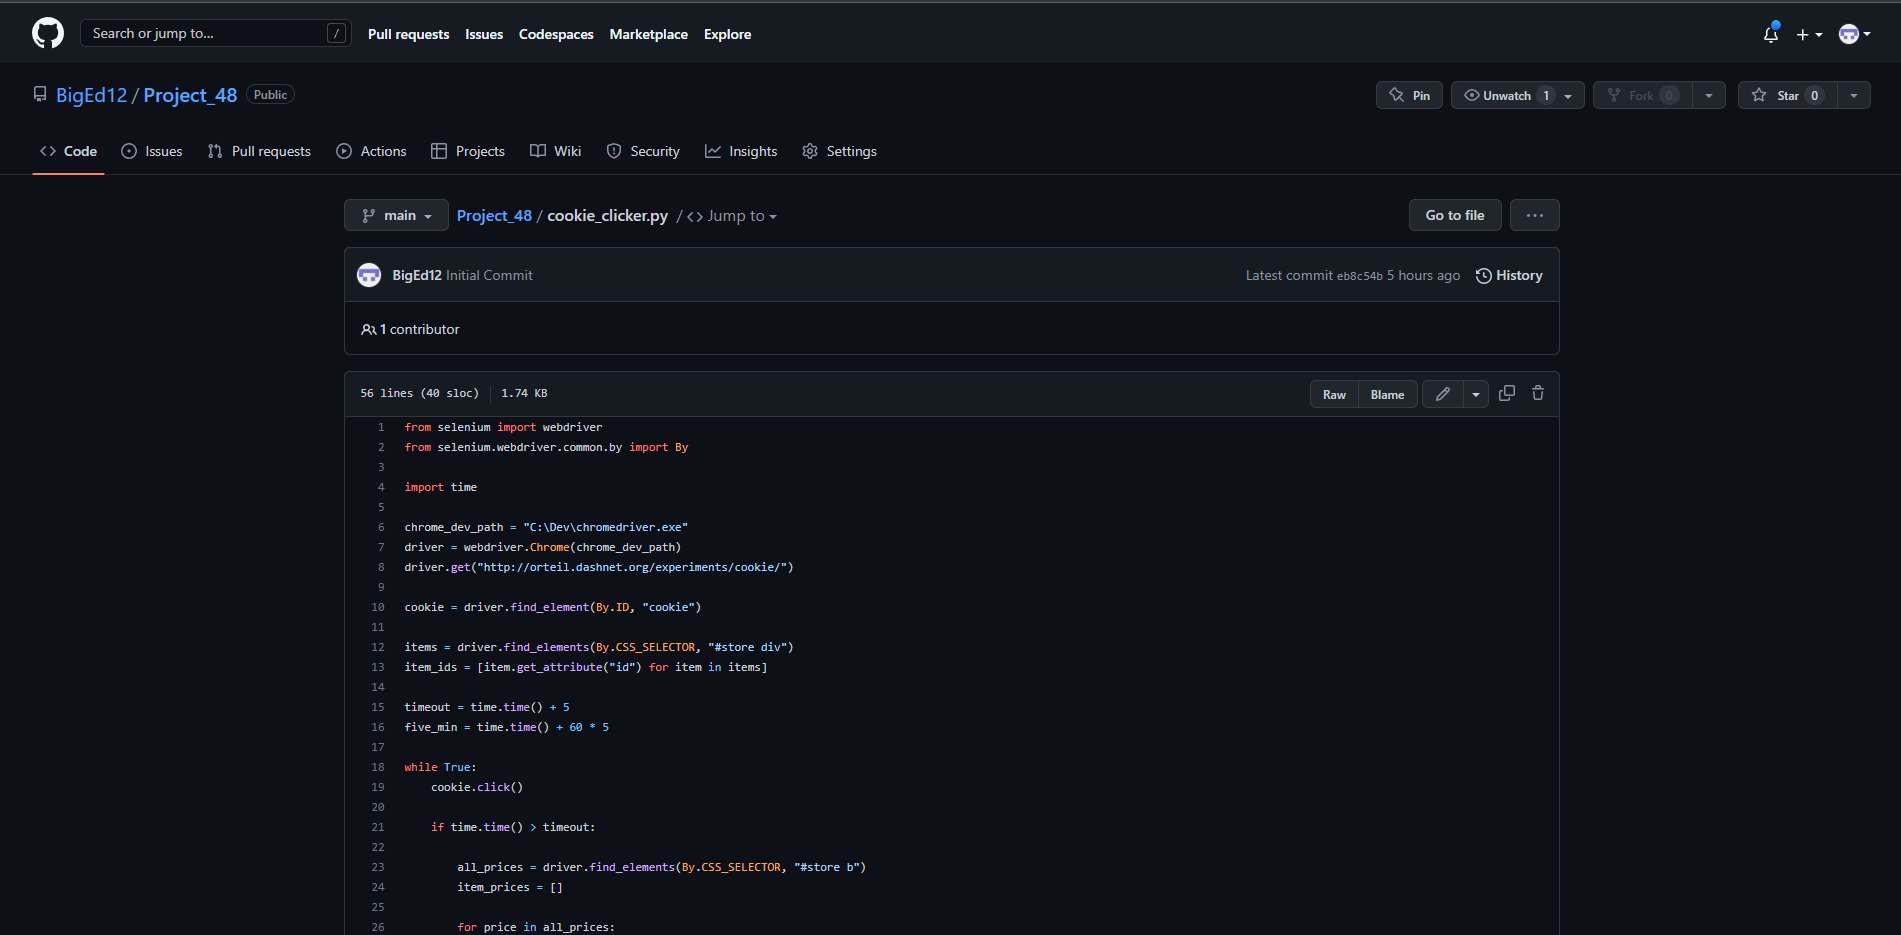 Search or jump to... /
Pull requests Issues Codespaces Marketplace Explore
BigEd12 / Project_48 Public
Pin Unwatch 1 Fork 0 Star 0
Code Issues Pull requests Actions Projects Wiki Security Insights Settings
main Project_48 / cookie_clicker.py / <> Jump to
Go to file ...
BigEd12 Initial Commit
Latest commit eb8c54b 5 hours ago History
1 contributor
56 lines (40 sloc) 1.74 KB
Raw Blame
1 from selenium import webdriver
2 from selenium.webdriver.common.by import By
3
4 import time
5
6 chrome_dev_path = "C:\Dev\chromedriver.exe"
7 driver = webdriver.Chrome(chrome_dev_path)
8 driver.get("http://orteil.dashnet.org/experiments/cookie/")
9
10 cookie = driver.find_element(By.ID, "cookie")
11
12 items = driver.find_elements(By.CSS_SELECTOR, "#store div")
13 item_ids = [item.get_attribute("id") for item in items]
14
15 timeout = time.time() + 5
16 five_min = time.time() + 60 * 5
17
18 while True:
19     cookie.click()
20
21     if time.time() > timeout:
22
23         all_prices = driver.find_elements(By.CSS_SELECTOR, "#store b")
24         item_prices = []
25
26         for price in all_prices: